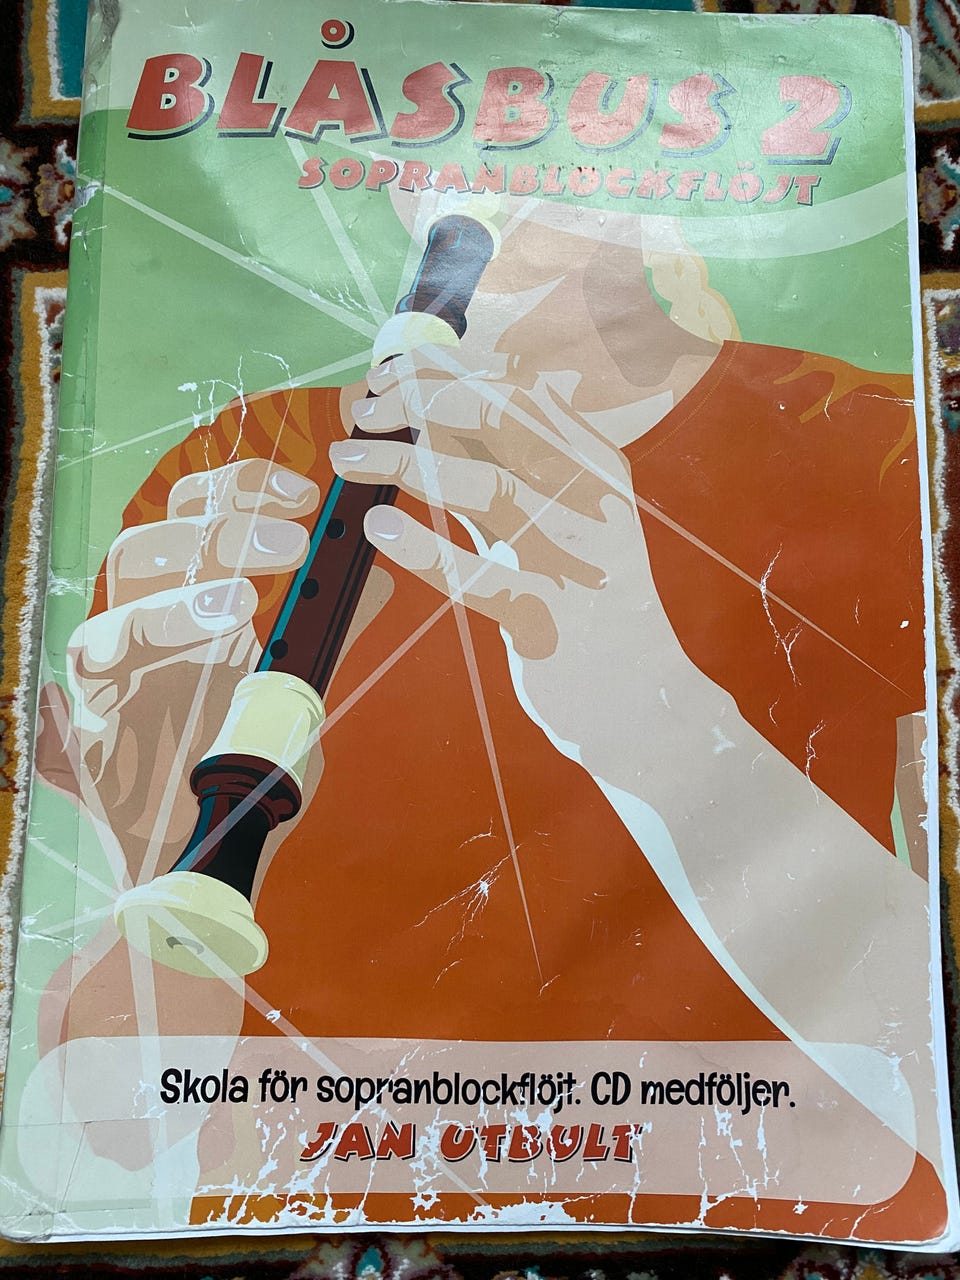 BLÅSBUS 2
SOPRANBLOCKFLÖJT
Skola för sopranblockflöjt. CD medföljer.
JAN UTBULT